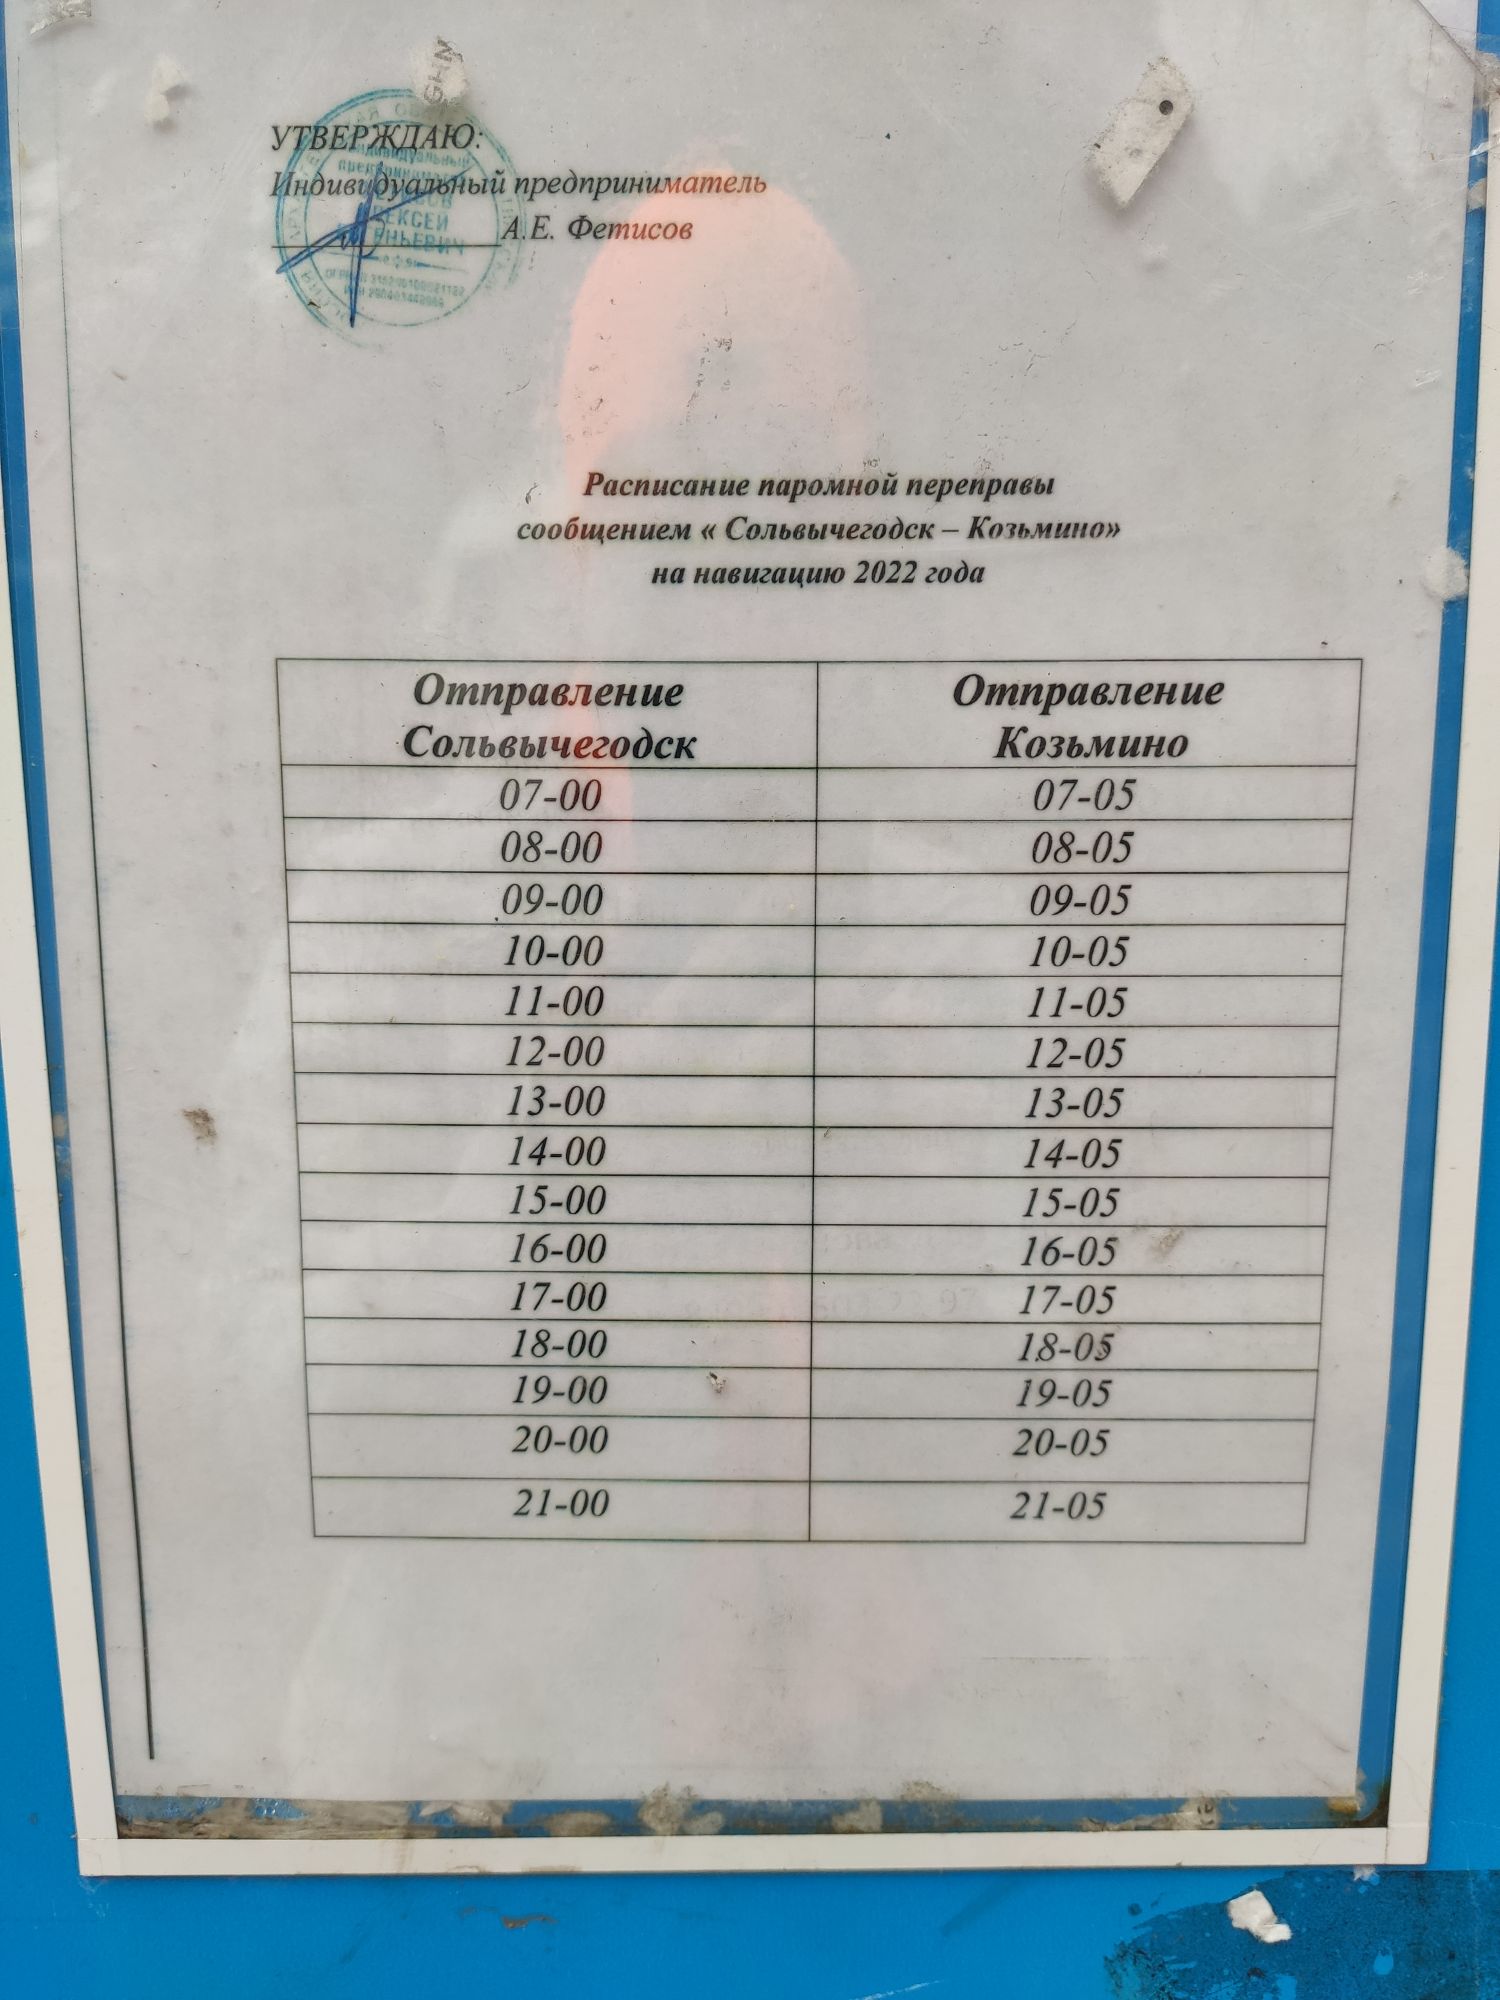 УТВЕРЖДАЮ:
Индивидуальный предприниматель
А.Е. Фетисов
Расписание паромной переправы
сообщением « Сольвычегодск – Козьмино»
на навигацию 2022 года
Отправление Сольвычегодск Отправление Козьмино
07-00 07-05
08-00 08-05
09-00 09-05
10-00 10-05
11-00 11-05
12-00 12-05
13-00 13-05
14-00 14-05
15-00 15-05
16-00 16-05
17-00 17-05
18-00 18-05
19-00 19-05
20-00 20-05
21-00 21-05